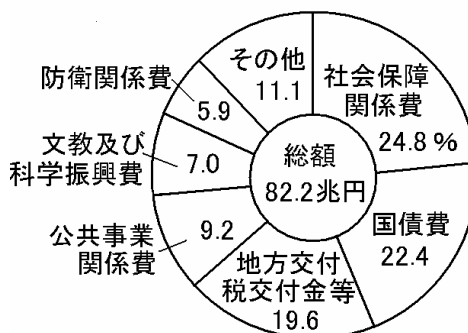 社会保障
関係費
24.8%
国債費
22.4
地方交付
税交付金等
19.6
公共事業
関係費
9.2
文教及び
科学振興費
7.0
防衛関係費
5.9
その他
11.1
総額
82.2兆円